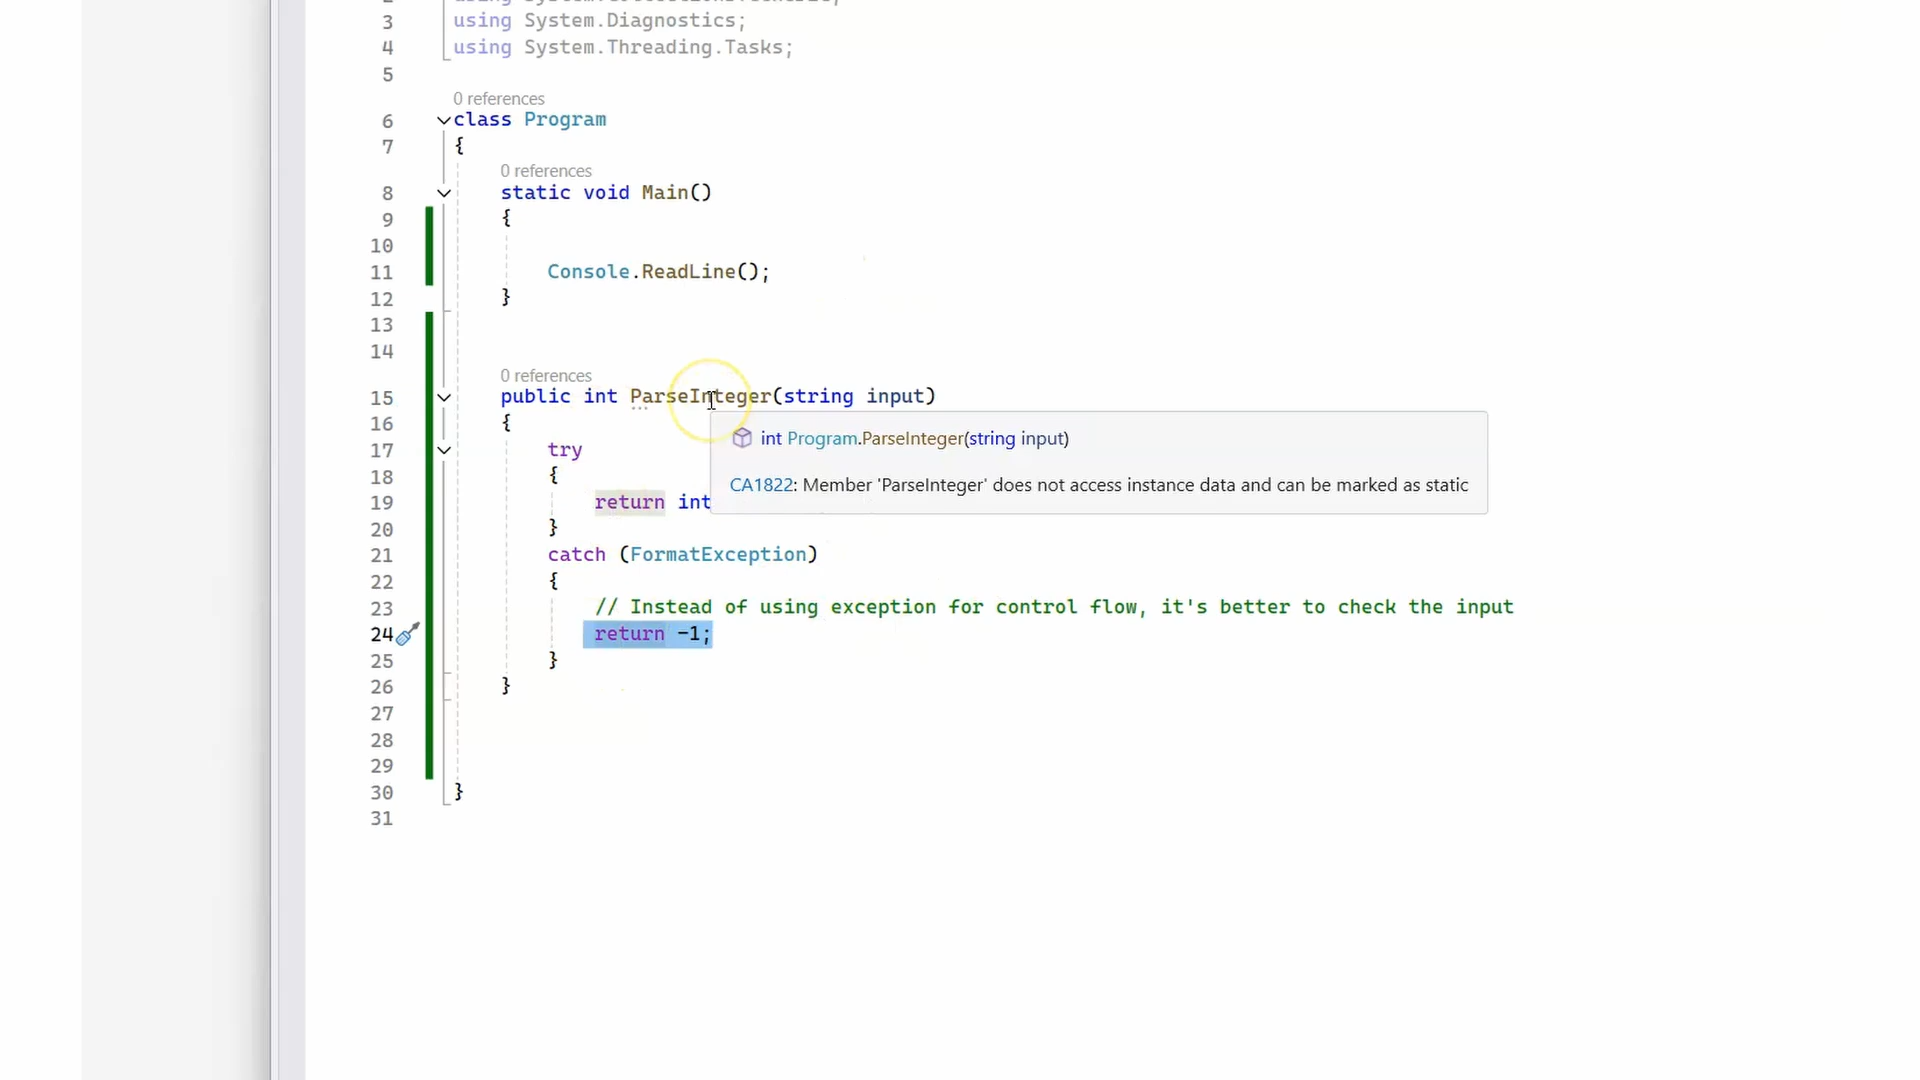 3 using System.Diagnostics;
4 using System.Threading.Tasks;
5
0 references
6 class Program
7 {
0 references
8 static void Main()
9 {
10
11 Console.ReadLine();
12 }
13
14
0 references
15 public int ParseInteger(string input)
16 {
int Program.ParseInteger(string input)
17 try
18 {
CA1822: Member 'ParseInteger' does not access instance data and can be marked as static
19 return int
20 }
21 catch (FormatException)
22 {
23 // Instead of using exception for control flow, it's better to check the input
24 return -1;
25 }
26 }
27
28
29
30 }
31